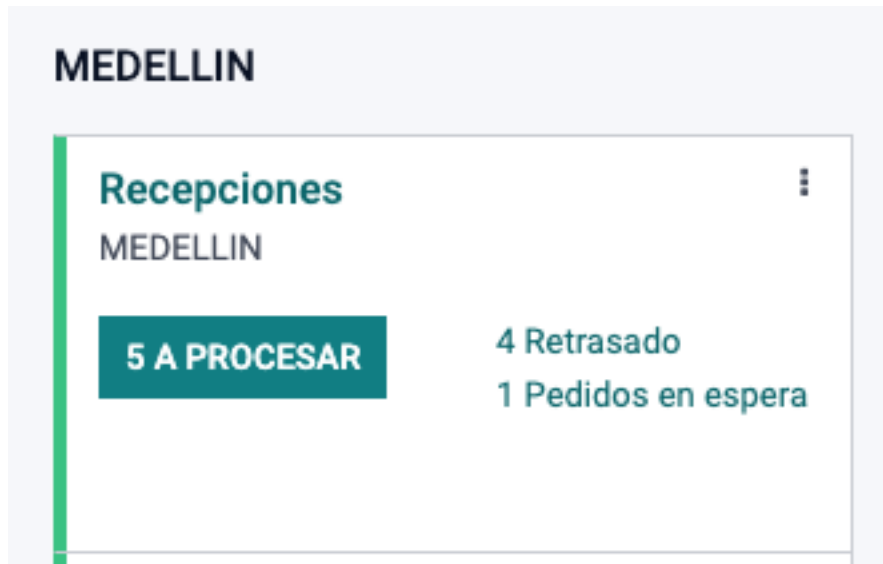 MEDELLIN
Recepciones
MEDELLIN
5 A PROCESAR
4 Retrasado
1 Pedidos en espera